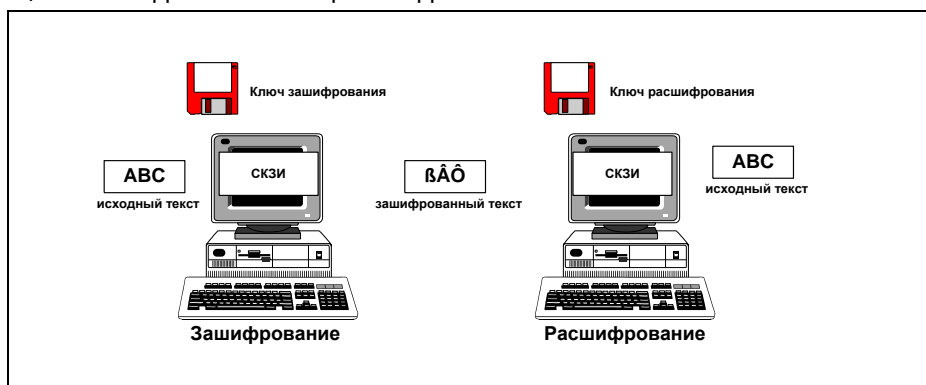 Ключ зашифрования
Ключ расшифрования
ABC
СКЗИ
ßÂÔ
СКЗИ
ABC
исходный текст
зашифрованный текст
исходный текст
Зашифрование
Расшифрование